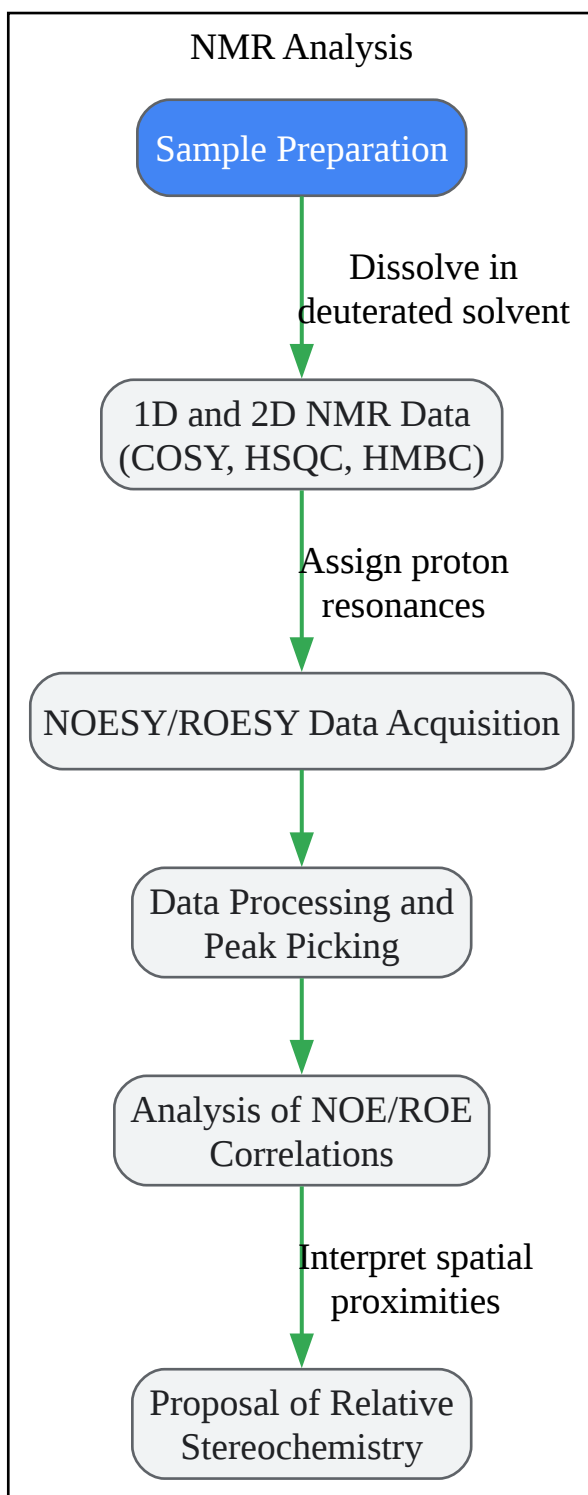 NMR Analysis
Sample Preparation
Dissolve in
deuterated solvent
1D and 2D NMR Data
(COSY, HSQC, HMBC)
Assign proton
resonances
NOESY/ROESY Data Acquisition
Data Processing and
Peak Picking
Analysis of NOE/ROE
Correlations
Interpret spatial
proximities
Proposal of Relative
Stereochemistry